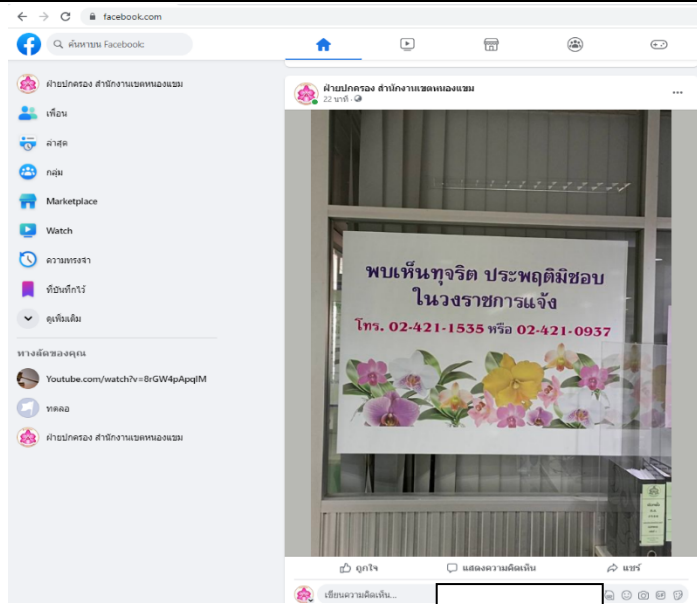 facebook.com
ค้นหาบน Facebook
ฝ่ายปกครอง สำนักงานเขตหนองแขม
เพื่อน
ล่าสุด
กลุ่ม
Marketplace
Watch
ความทรงจำ
ที่บันทึกไว้
ดูเพิ่มเติม
ทางลัดของคุณ
Youtube.com/watch?v=8rGW4pApqlM
ทดลอ
ฝ่ายปกครอง สำนักงานเขตหนองแขม
ฝ่ายปกครอง สำนักงานเขตหนองแขม
22 นาที
พบเห็นทุจริต ประพฤติมิชอบ
ในวงราชการแจ้ง
โทร. 02-421-1535 หรือ 02-421-0937
ถูกใจ
แสดงความคิดเห็น
แชร์
เขียนความคิดเห็น...